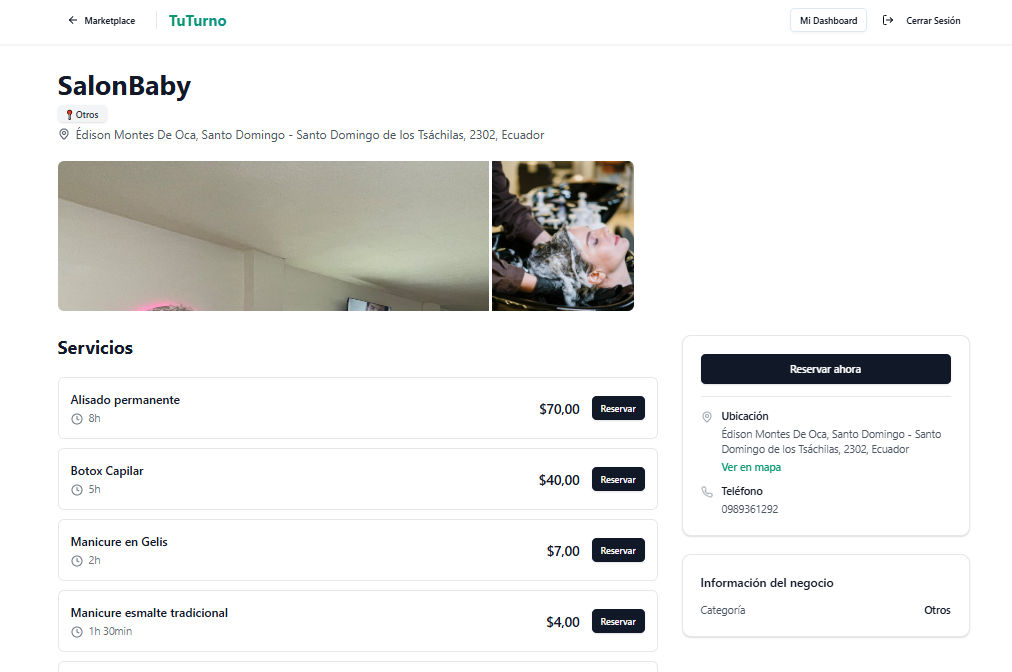 Marketplace
TuTurno
Mi Dashboard
Cerrar Sesión
SalonBaby
Otros
Édison Montes De Oca, Santo Domingo - Santo Domingo de los Tsáchilas, 2302, Ecuador
Servicios
Alisado permanente
8h
$70,00
Reservar
Botox Capilar
5h
$40,00
Reservar
Manicure en Gelis
2h
$7,00
Reservar
Manicure esmalte tradicional
1h 30min
$4,00
Reservar
Reservar ahora
Ubicación
Édison Montes De Oca, Santo Domingo - Santo
Domingo de los Tsáchilas, 2302, Ecuador
Ver en mapa
Teléfono
0989361292
Información del negocio
Categoría
Otros